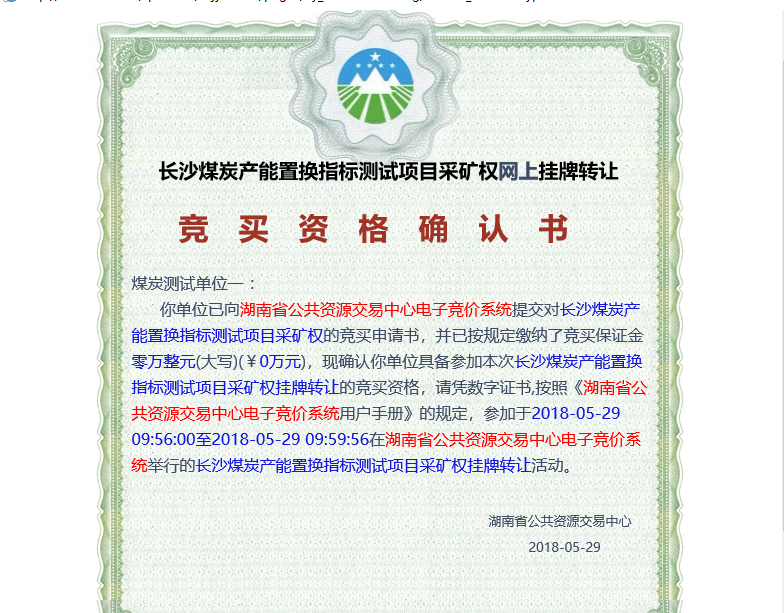 长沙煤炭产能置换指标测试项目采矿权网上挂牌转让
竞买资格确认书
煤炭测试单位一：
你单位已向湖南省公共资源交易中心电子竞价系统提交对长沙煤炭产
能置换指标测试项目采矿权的竞买申请书，并已按规定缴纳了竞买保证金
零万整元(大写)(￥0万元)，现确认你单位具备参加本次长沙煤炭产能置换
指标测试项目采矿权挂牌转让的竞买资格，请凭数字证书,按照《湖南省公
共资源交易中心电子竞价系统用户手册》的规定，参加于2018-05-29
09:56:00至2018-05-29 09:59:56在湖南省公共资源交易中心电子竞价系
统举行的长沙煤炭产能置换指标测试项目采矿权挂牌转让活动。
湖南省公共资源交易中心
2018-05-29